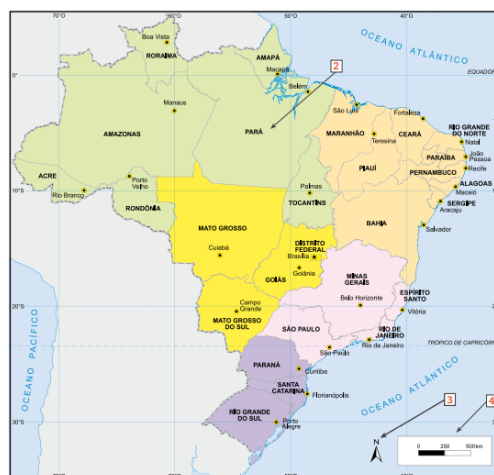 70°O
60°O
50°O
40°O
Boa Vista
RORAIMA
AMAPÁ
Macapá
2
OCEANO ATLÂNTICO
0°
EQUADOR
Belém
São Luís
Manaus
Fortaleza
AMAZONAS
PARÁ
MARANHÃO
Teresina
CEARÁ
RIO GRANDE
DO NORTE
Natal
PARAÍBA
João
Pessoa
PIAUÍ
PERNAMBUCO
Recife
ACRE
Rio Branco
Porto
Velho
Palmas
ALAGOAS
Maceió
10°S
RONDÔNIA
TOCANTINS
SERGIPE
Aracaju
BAHIA
Salvador
MATO GROSSO
DISTRITO
FEDERAL
Cuiabá
Brasília
GOIÁS
Goiânia
MINAS
GERAIS
Belo Horizonte
ESPÍRITO
SANTO
Vitória
Campo
Grande
MATO GROSSO
DO SUL
20°S
SÃO PAULO
RIO DE
JANEIRO
Rio de Janeiro
São Paulo
TRÓPICO DE CAPRICÓRN
OCEANO PACÍFICO
PARANÁ
Curitiba
SANTA
CATARINA
Florianópolis
OCEANO ATLÂNTICO
RIO GRANDE
DO SUL
Porto
Alegre
3
4
30°S
N
0
250
500 km